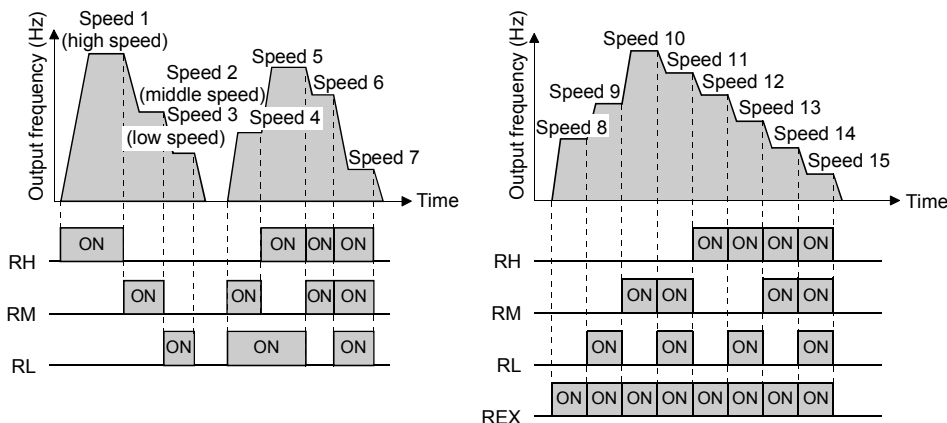 Output frequency (Hz)
Speed 1
(high speed)
Speed 2
(middle speed)
Speed 3
(low speed)
Speed 4
Speed 5
Speed 6
Speed 7
Time
RH
ON
ON
ON
ON
RM
ON
ON
ON
ON
RL
ON
ON
ON
Output frequency (Hz)
Speed 8
Speed 9
Speed 10
Speed 11
Speed 12
Speed 13
Speed 14
Speed 15
Time
RH
ON
ON
ON
ON
RM
ON
ON
ON
ON
RL
ON
ON
ON
ON
REX
ON
ON
ON
ON
ON
ON
ON
ON